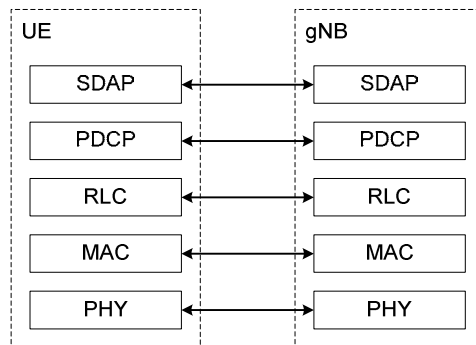 UE gNB
SDAP SDAP
PDCP PDCP
RLC RLC
MAC MAC
PHY PHY